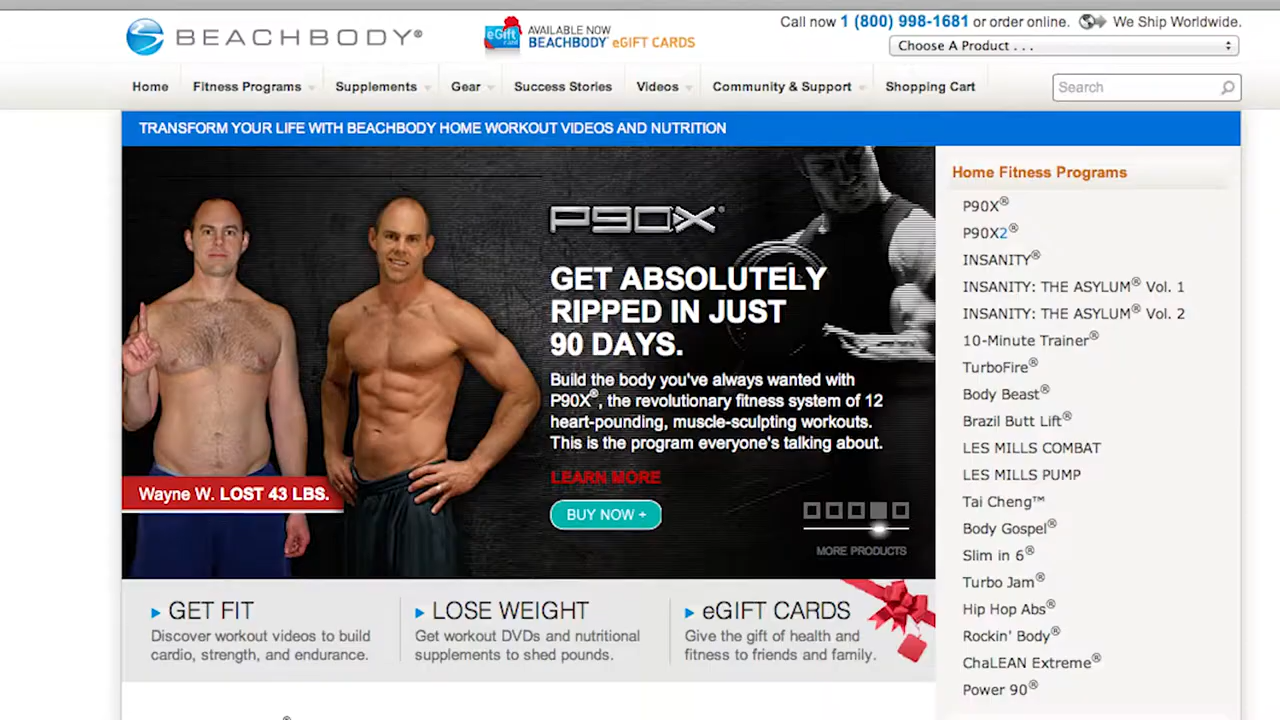 BEACHBODY®
eGift card
AVAILABLE NOW
BEACHBODY® eGIFT CARDS
Call now 1 (800) 998-1681 or order online. We Ship Worldwide.
Choose A Product . . .
Home Fitness Programs Supplements Gear Success Stories Videos Community & Support Shopping Cart
Search
TRANSFORM YOUR LIFE WITH BEACHBODY HOME WORKOUT VIDEOS AND NUTRITION
P90X®
GET ABSOLUTELY
RIPPED IN JUST
90 DAYS.
Build the body you've always wanted with
P90X®, the revolutionary fitness system of 12
heart-pounding, muscle-sculpting workouts.
This is the program everyone's talking about.
LEARN MORE
Wayne W. LOST 43 LBS.
BUY NOW +
MORE PRODUCTS
GET FIT
Discover workout videos to build
cardio, strength, and endurance.
LOSE WEIGHT
Get workout DVDs and nutritional
supplements to shed pounds.
eGIFT CARDS
Give the gift of health and
fitness to friends and family.
Home Fitness Programs
P90X®
P90X2®
INSANITY®
INSANITY: THE ASYLUM® Vol. 1
INSANITY: THE ASYLUM® Vol. 2
10-Minute Trainer®
TurboFire®
Body Beast®
Brazil Butt Lift®
LES MILLS COMBAT
LES MILLS PUMP
Tai Cheng™
Body Gospel®
Slim in 6®
Turbo Jam®
Hip Hop Abs®
Rockin' Body®
ChaLEAN Extreme®
Power 90®